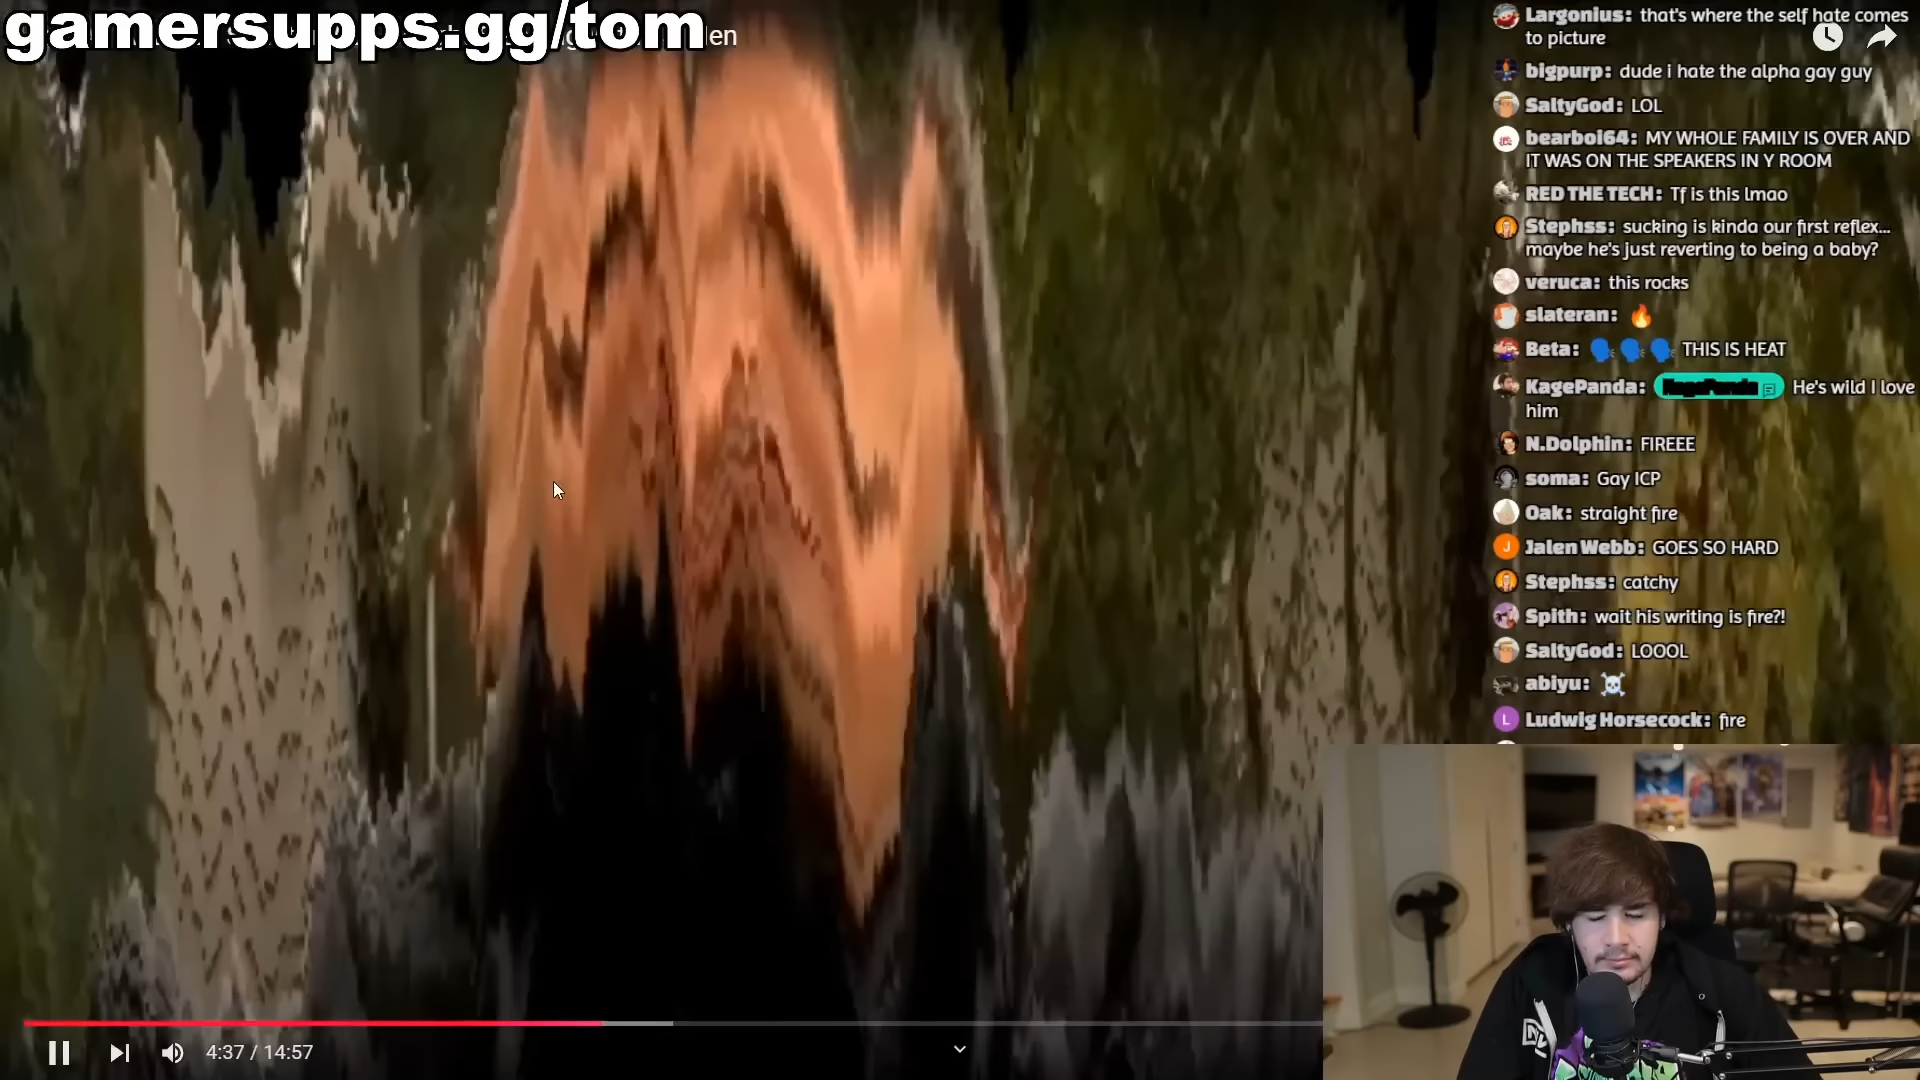 gamersupps.gg/tom
en
Largonius: that's where the self hate comes
to picture
bigpurp: dude i hate the alpha gay guy
SaltyGod: LOL
bearboi64: MY WHOLE FAMILY IS OVER AND
IT WAS ON THE SPEAKERS IN Y ROOM
RED THE TECH: Tf is this lmao
Stephss: sucking is kinda our first reflex...
maybe he's just reverting to being a baby?
veruca: this rocks
slateran: 🔥
Beta: 🗣️🗣️🗣️ THIS IS HEAT
KagePanda: KagePanda He's wild I love
him
N.Dolphin: FIREEE
soma: Gay ICP
Oak: straight fire
J Jalen Webb: GOES SO HARD
Stephss: catchy
Spith: wait his writing is fire?!
SaltyGod: LOOOL
abiyu: ☠️
L Ludwig Horsecock: fire
4:37 / 14:57